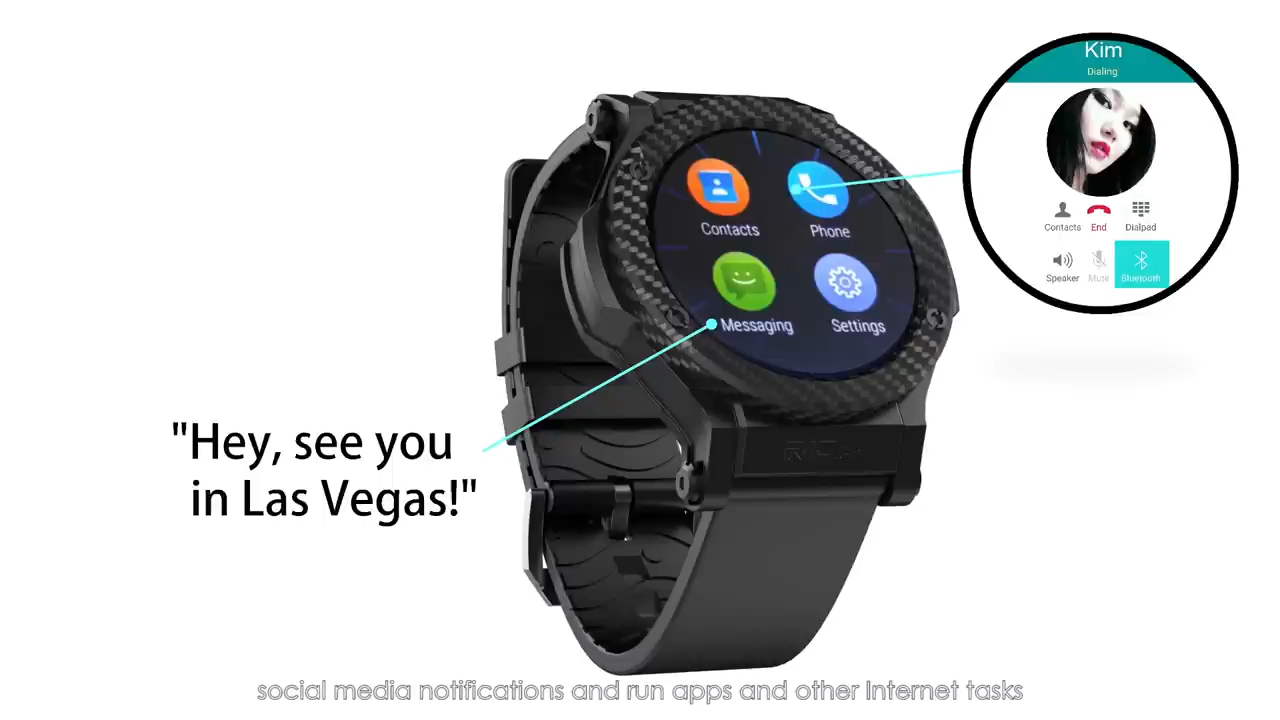 Kim
Dialing
Contacts End Dialpad
Speaker Mute Bluetooth
Contacts Phone
Messaging Settings
"Hey, see you
in Las Vegas!"
social media notifications and run apps and other Internet tasks